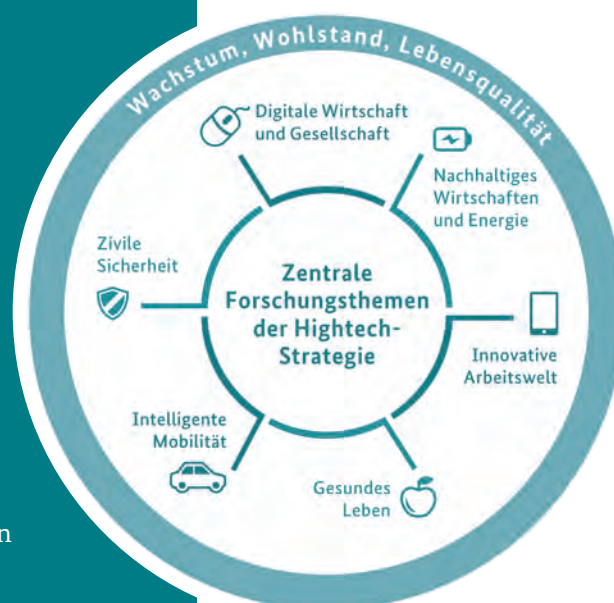 Wachstum, Wohlstand, Lebensqualität
Digitale Wirtschaft
und Gesellschaft
Nachhaltiges
Wirtschaften
und Energie
Zivile
Sicherheit
Zentrale
Forschungsthemen
der Hightech-
Strategie
Innovative
Arbeitswelt
Intelligente
Mobilität
Gesundes
Leben
n